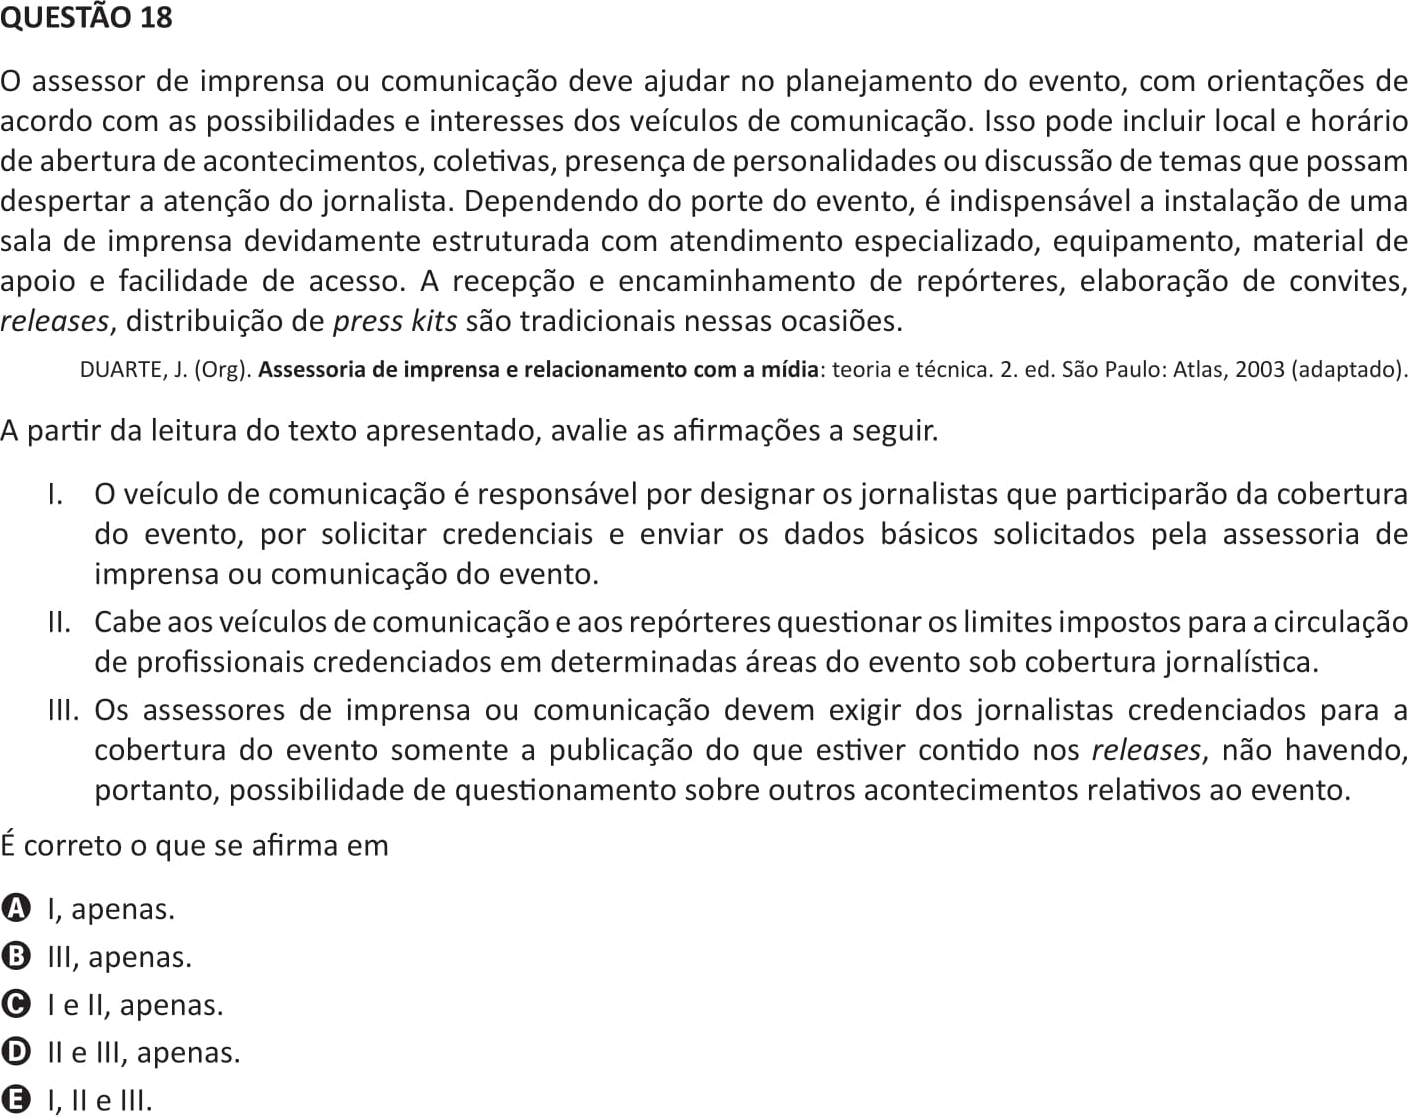 QUESTÃO 18
O assessor de imprensa ou comunicação deve ajudar no planejamento do evento, com orientações de
acordo com as possibilidades e interesses dos veículos de comunicação. Isso pode incluir local e horário
de abertura de acontecimentos, coletivas, presença de personalidades ou discussão de temas que possam
despertar a atenção do jornalista. Dependendo do porte do evento, é indispensável a instalação de uma
sala de imprensa devidamente estruturada com atendimento especializado, equipamento, material de
apoio e facilidade de acesso. A recepção e encaminhamento de repórteres, elaboração de convites,
releases, distribuição de press kits são tradicionais nessas ocasiões.
DUARTE, J. (Org). Assessoria de imprensa e relacionamento com a mídia: teoria e técnica. 2. ed. São Paulo: Atlas, 2003 (adaptado).
A partir da leitura do texto apresentado, avalie as afirmações a seguir.
I. O veículo de comunicação é responsável por designar os jornalistas que participarão da cobertura
do evento, por solicitar credenciais e enviar os dados básicos solicitados pela assessoria de
imprensa ou comunicação do evento.
II. Cabe aos veículos de comunicação e aos repórteres questionar os limites impostos para a circulação
de profissionais credenciados em determinadas áreas do evento sob cobertura jornalística.
III. Os assessores de imprensa ou comunicação devem exigir dos jornalistas credenciados para a
cobertura do evento somente a publicação do que estiver contido nos releases, não havendo,
portanto, possibilidade de questionamento sobre outros acontecimentos relativos ao evento.
É correto o que se afirma em
A I, apenas.
B III, apenas.
C I e II, apenas.
D II e III, apenas.
E I, II e III.